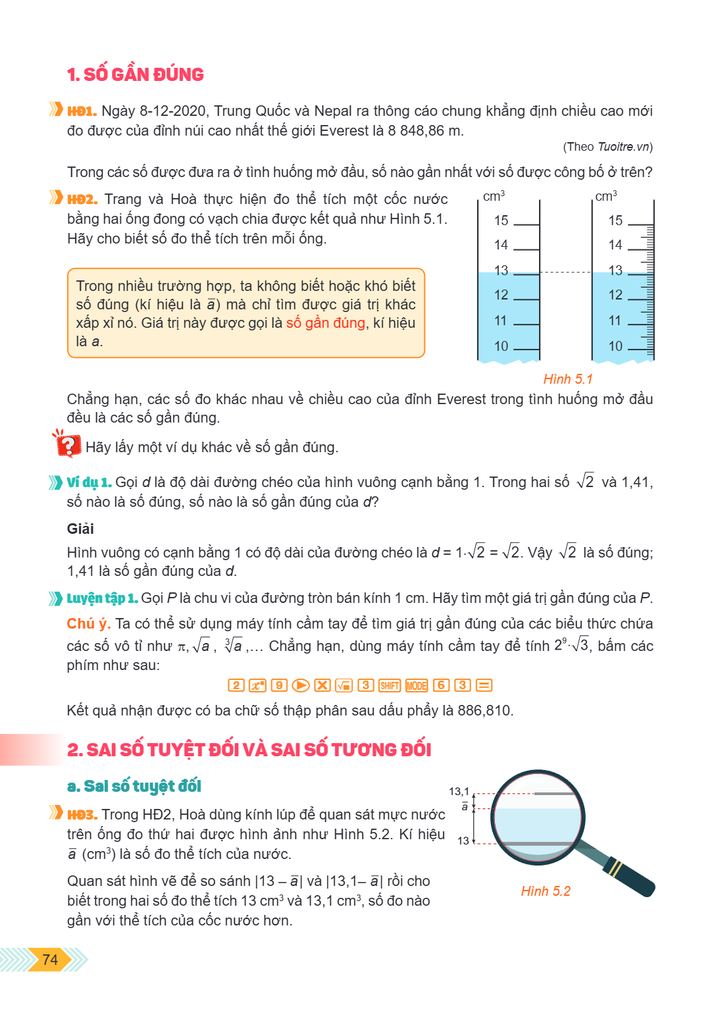 1. SỐ GẦN ĐÚNG
HĐ1. Ngày 8-12-2020, Trung Quốc và Nepal ra thông cáo chung khẳng định chiều cao mới
đo được của đỉnh núi cao nhất thế giới Everest là 8 848,86 m.
(Theo Tuoitre.vn)
Trong các số được đưa ra ở tình huống mở đầu, số nào gần nhất với số được công bố ở trên?
HĐ2. Trang và Hoà thực hiện đo thể tích một cốc nước
bằng hai ống đong có vạch chia được kết quả như Hình 5.1.
Hãy cho biết số đo thể tích trên mỗi ống.
cm³ cm³
15 15
14 14
13 13
12 12
11 11
10 10
Hình 5.1
Trong nhiều trường hợp, ta không biết hoặc khó biết
số đúng (kí hiệu là a̅) mà chỉ tìm được giá trị khác
xấp xỉ nó. Giá trị này được gọi là số gần đúng, kí hiệu
là a.
Chẳng hạn, các số đo khác nhau về chiều cao của đỉnh Everest trong tình huống mở đầu
đều là các số gần đúng.
? Hãy lấy một ví dụ khác về số gần đúng.
Ví dụ 1. Gọi d là độ dài đường chéo của hình vuông cạnh bằng 1. Trong hai số √2 và 1,41,
số nào là số đúng, số nào là số gần đúng của d?
Giải
Hình vuông có cạnh bằng 1 có độ dài của đường chéo là d = 1·√2 = √2. Vậy √2 là số đúng;
1,41 là số gần đúng của d.
Luyện tập 1. Gọi P là chu vi của đường tròn bán kính 1 cm. Hãy tìm một giá trị gần đúng của P.
Chú ý. Ta có thể sử dụng máy tính cầm tay để tìm giá trị gần đúng của các biểu thức chứa
các số vô tỉ như π, √a , ∛a ,... Chẳng hạn, dùng máy tính cầm tay để tính 2⁹·√3, bấm các
phím như sau:
2 xⁿ 9 ▶ X √■ 3 SHIFT MODE 6 3 =
Kết quả nhận được có ba chữ số thập phân sau dấu phẩy là 886,810.
2. SAI SỐ TUYỆT ĐỐI VÀ SAI SỐ TƯƠNG ĐỐI
a. Sai số tuyệt đối
HĐ3. Trong HĐ2, Hoà dùng kính lúp để quan sát mực nước
trên ống đo thứ hai được hình ảnh như Hình 5.2. Kí hiệu
a̅ (cm³) là số đo thể tích của nước.
Quan sát hình vẽ để so sánh |13 – a̅| và |13,1– a̅| rồi cho
biết trong hai số đo thể tích 13 cm³ và 13,1 cm³, số đo nào
gần với thể tích của cốc nước hơn.
13,1
a̅
13
Hình 5.2
74